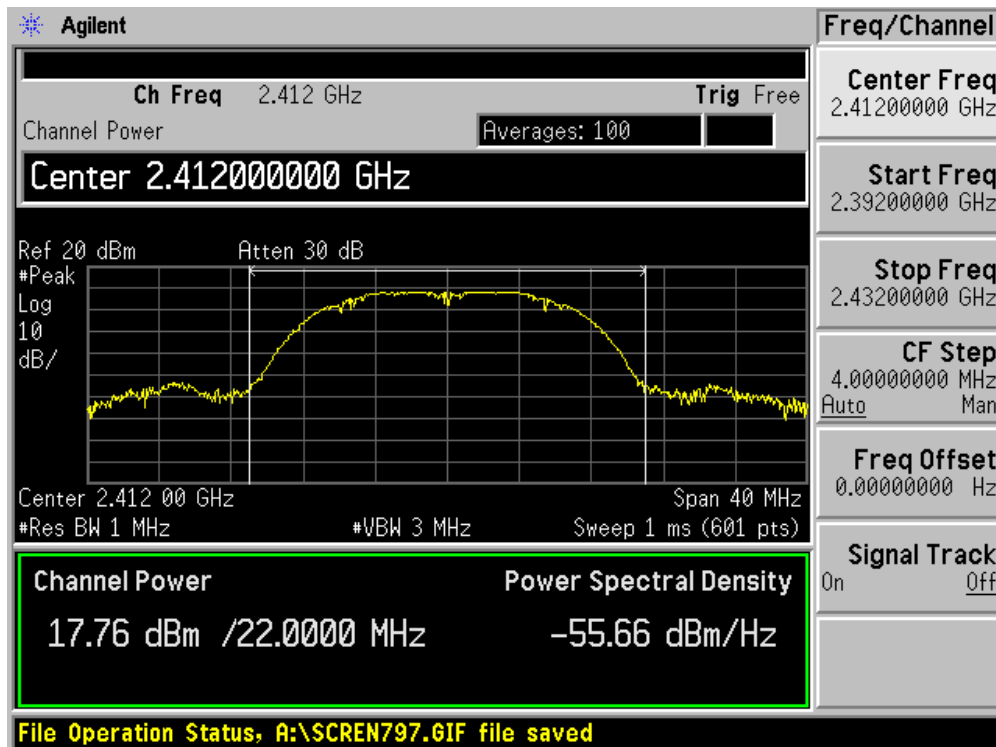 Agilent
Freq/Channel
Ch Freq 2.412 GHz Trig Free
Channel Power Averages: 100
Center 2.412000000 GHz
Ref 20 dBm Atten 30 dB
#Peak
Log
10
dB/
Center 2.412 00 GHz Span 40 MHz
#Res BW 1 MHz #VBW 3 MHz Sweep 1 ms (601 pts)
Channel Power Power Spectral Density
17.76 dBm /22.0000 MHz -55.66 dBm/Hz
File Operation Status, A:\SCREN797.GIF file saved
Center Freq
2.41200000 GHz
Start Freq
2.39200000 GHz
Stop Freq
2.43200000 GHz
CF Step
4.00000000 MHz
Auto Man
Freq Offset
0.00000000 Hz
Signal Track
On Off